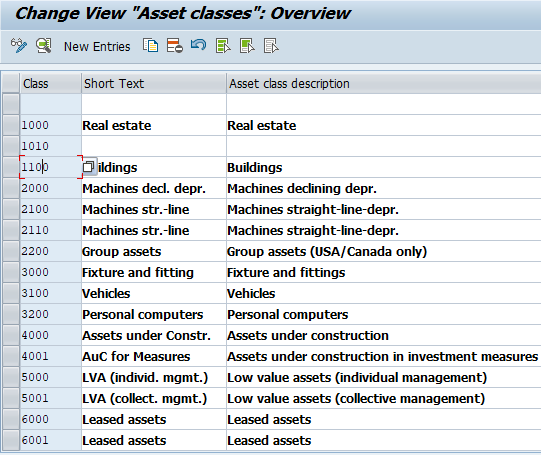 Change View "Asset classes": Overview
New Entries
Class Short Text Asset class description
1000 Real estate Real estate
1010
1100 ildings Buildings
2000 Machines decl. depr. Machines declining depr.
2100 Machines str.-line Machines straight-line-depr.
2110 Machines str.-line Machines straight-line-depr.
2200 Group assets Group assets (USA/Canada only)
3000 Fixture and fitting Fixture and fittings
3100 Vehicles Vehicles
3200 Personal computers Personal computers
4000 Assets under Constr. Assets under construction
4001 AuC for Measures Assets under construction in investment measures
5000 LVA (individ. mgmt.) Low value assets (individual management)
5001 LVA (collect. mgmt.) Low value assets (collective management)
6000 Leased assets Leased assets
6001 Leased assets Leased assets